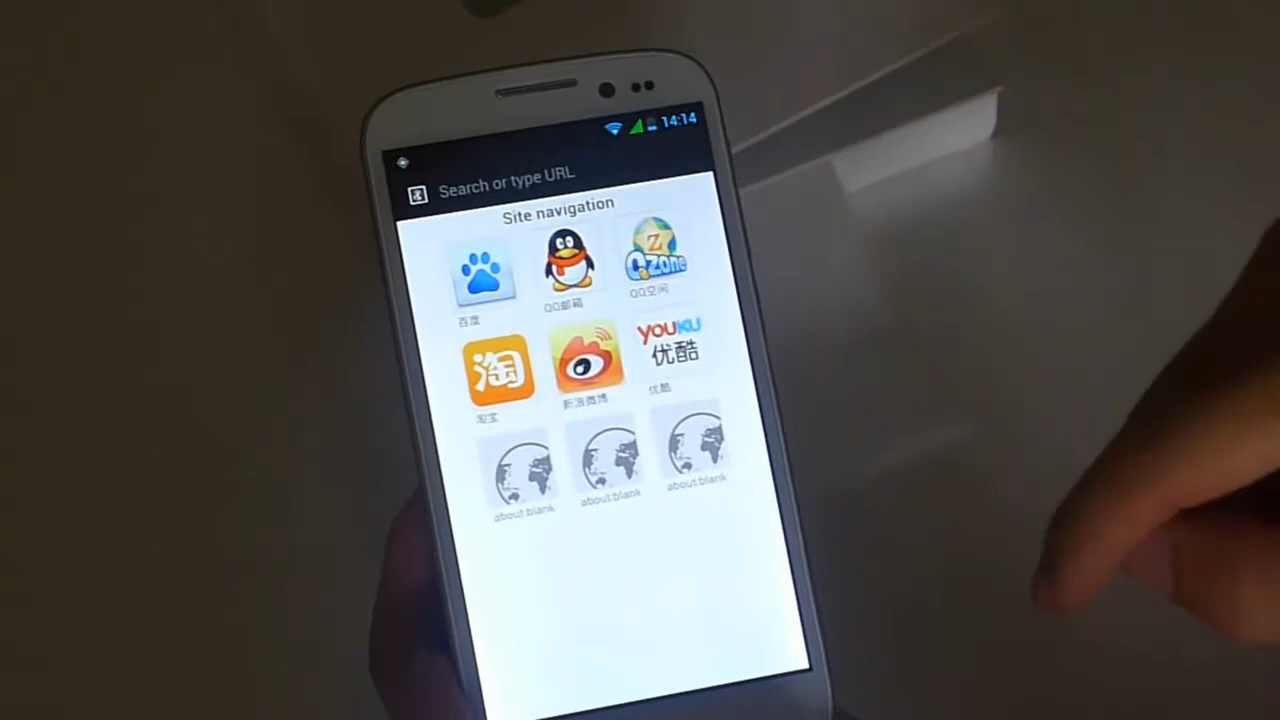 14:14
Search or type URL
Site navigation
Z
Qzone
百度
QQ邮箱
QQ空间
淘
youKU
优酷
淘宝
新浪微博
优酷
about:blank
about:blank
about:blank